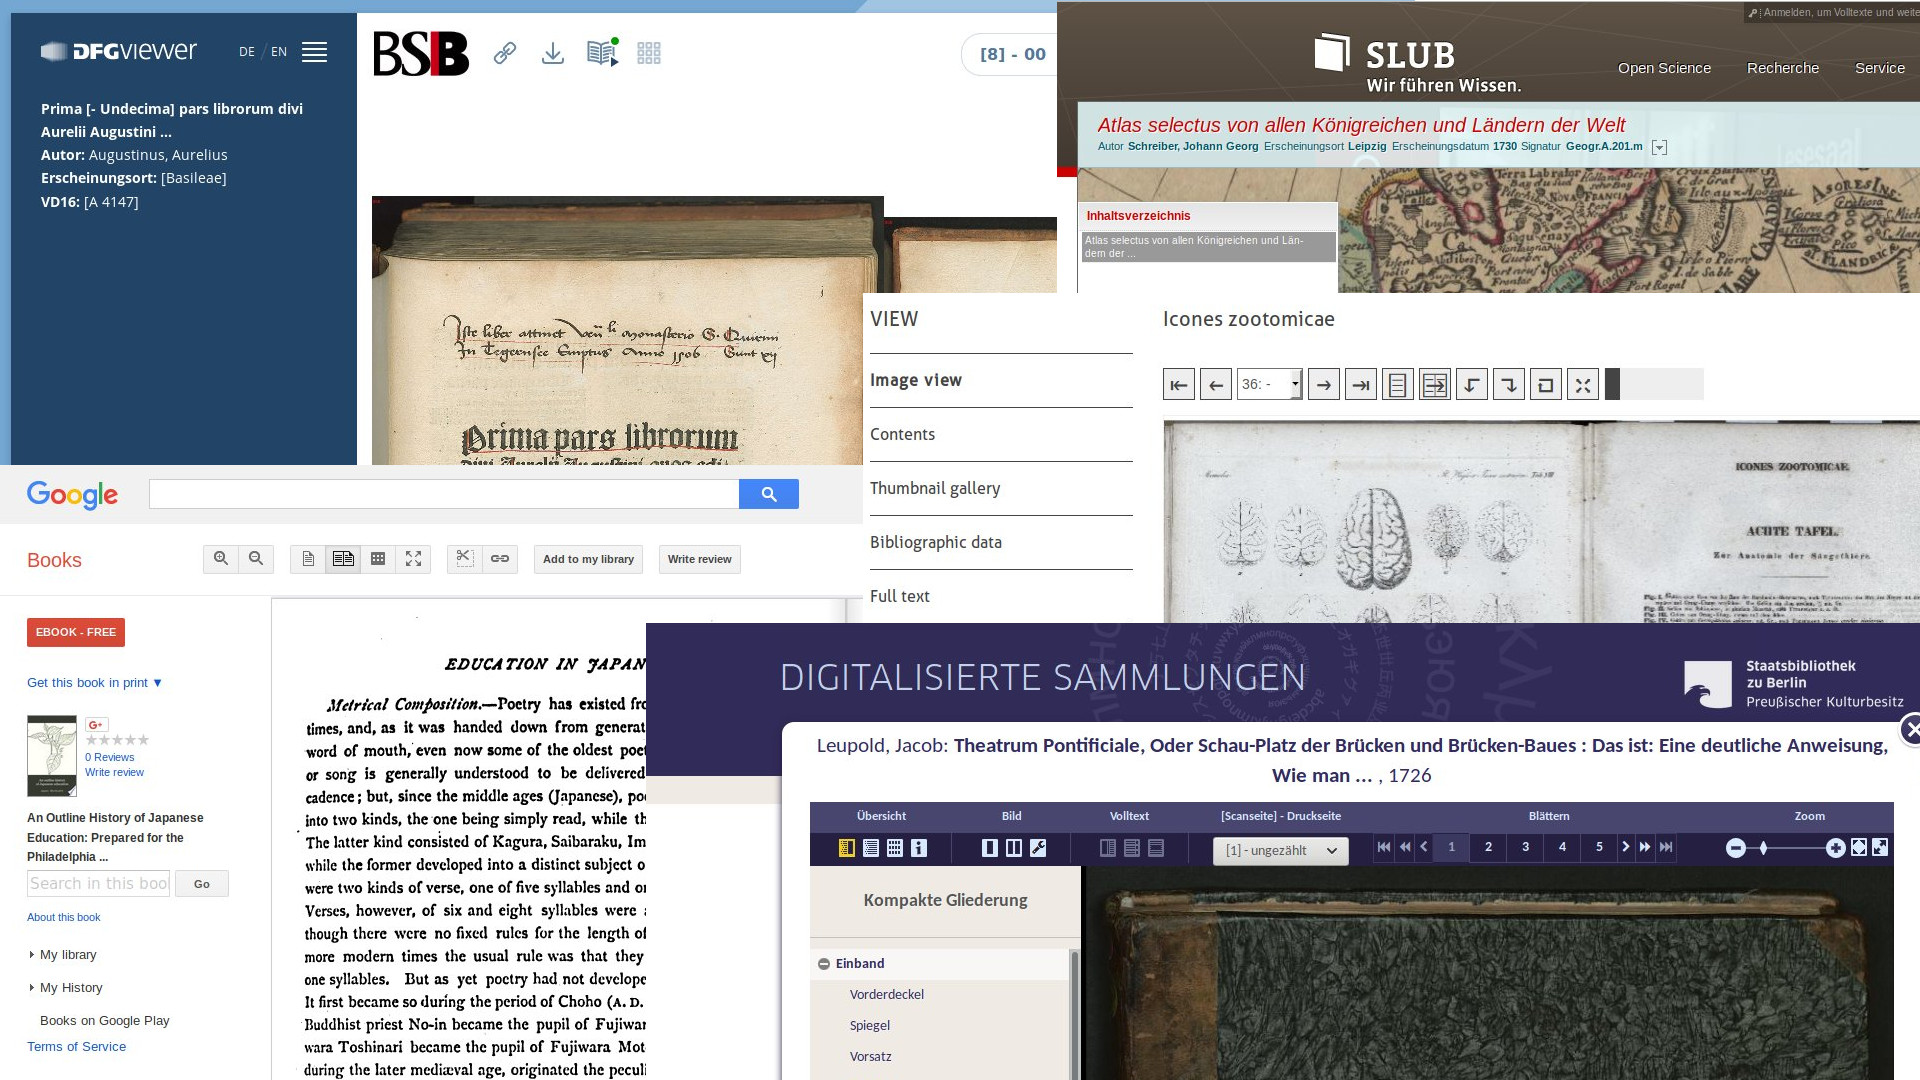 DFGVIEWER
DE / EN
Prima [- Undecima] pars librorum divi
Aurelii Augustini ...
Autor: Augustinus, Aurelius
Erscheinungsort: [Basileae]
VD16: [A 4147]
BSB
[8] - 00
Prima pars librorum
Anmelden, um Volltexte und weite
SLUB
Wir führen Wissen.
Open Science
Recherche
Service
Atlas selectus von allen Königreichen und Ländern der Welt
Autor Schreiber, Johann Georg Erscheinungsort Leipzig Erscheinungsdatum 1730 Signatur Geogr.A.201.m
Lesesaal
Inhaltsverzeichnis
Atlas selectus von allen Königreichen und Län-
dern der ...
Terra Labrador
Port Royal
I. de Sable
VIEW
Image view
Contents
Thumbnail gallery
Bibliographic data
Full text
Icones zootomicae
36: -
ICONES ZOOTOMICAE
ACHTE TAFEL.
Zur Anatomie der Säugethiere.
Google
Books
Add to my library
Write review
EBOOK - FREE
Get this book in print ▼
G+
0 Reviews
Write review
An Outline History of Japanese
Education: Prepared for the
Philadelphia ...
Search in this boo
Go
About this book
My library
My History
Books on Google Play
Terms of Service
EDUCATION IN JAPAN
Metrical Composition.—Poetry has existed fro
times, and, as it was handed down from generat
word of mouth, even now some of the oldest poet
or song is generally understood to be delivered
cadence; but, since the middle ages (Japanese), poe
into two kinds, the one being simply read, while th
The latter kind consisted of Kagura, Saibaraku, Im
while the former developed into a distinct subject o
were two kinds of verse, one of five syllables and on
Verses, however, of six and eight syllables were
though there were no fixed rules for the length of
more modern times the usual rule was that they
one syllables. But as yet poetry had not develope
It first became so during the period of Choho (A. D.
Buddhist priest No-in became the pupil of Fujiwar
wara Toshinari became the pupil of Fujiwara Mot
during the later mediæval age, originated the peculi
DIGITALISIERTE SAMMLUNGEN
Staatsbibliothek
zu Berlin
Preußischer Kulturbesitz
Leupold, Jacob: Theatrum Pontificiale, Oder Schau-Platz der Brücken und Brücken-Baues : Das ist: Eine deutliche Anweisung,
Wie man ... , 1726
Übersicht
Bild
Volltext
[Scanseite] - Druckseite
Blättern
Zoom
[1] - ungezählt
1 2 3 4 5
Kompakte Gliederung
Einband
Vorderdeckel
Spiegel
Vorsatz